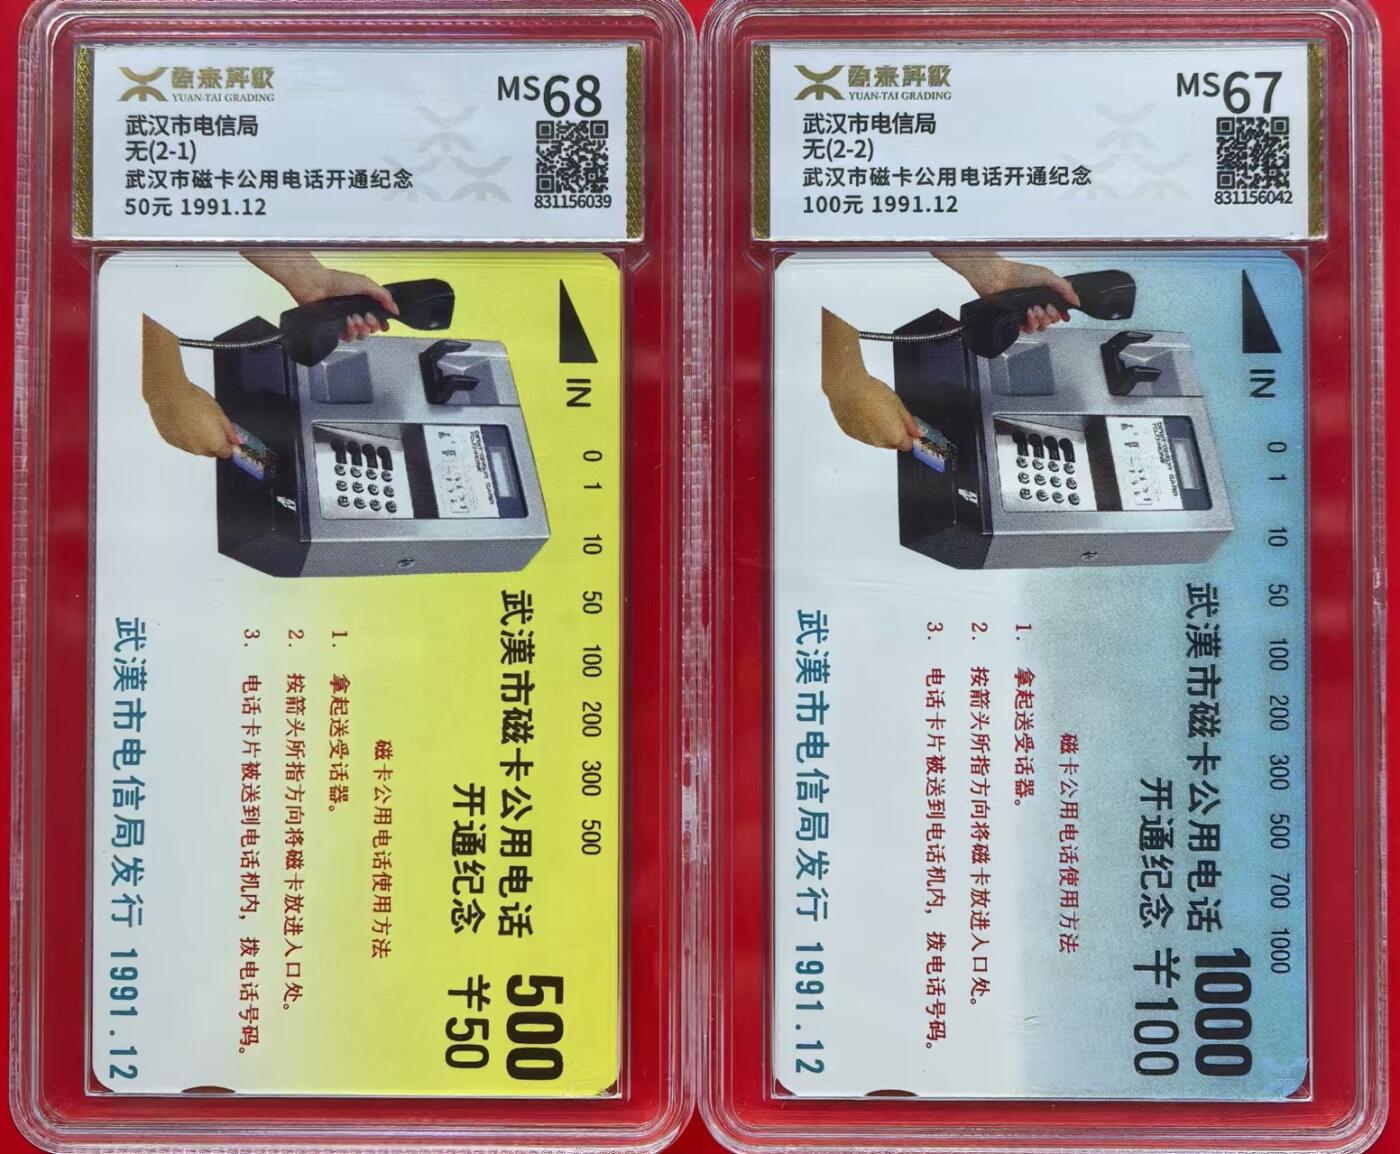 源泰评级
YUAN-TAI GRADING
MS68
武汉市电信局
无(2-1)
武汉市磁卡公用电话开通纪念
50元 1991.12
831156039
IN
0 1 10 50 100 200 300 500
武漢市磁卡公用电话 500
开通纪念 ￥50
磁卡公用电话使用方法
1. 拿起送受话器。
2. 按箭头所指方向将磁卡放进入口处。
3. 电话卡片被送到电话机内，拨电话号码。
武漢市电信局发行 1991.12
源泰评级
YUAN-TAI GRADING
MS67
武汉市电信局
无(2-2)
武汉市磁卡公用电话开通纪念
100元 1991.12
831156042
IN
0 1 10 50 100 200 300 500 700 1000
武漢市磁卡公用电话 1000
开通纪念 ￥100
磁卡公用电话使用方法
1. 拿起送受话器。
2. 按箭头所指方向将磁卡放进入口处。
3. 电话卡片被送到电话机内，拨电话号码。
武漢市电信局发行 1991.12